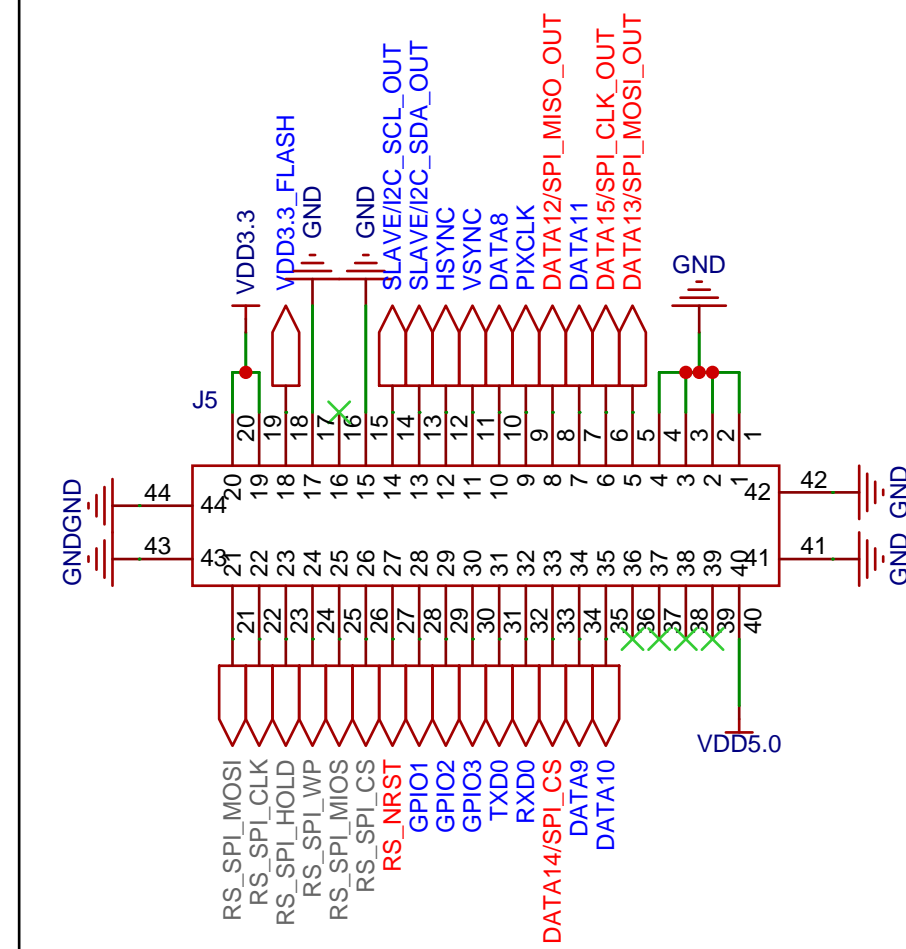 VDD3.3
VDD3.3_FLASH
GND
GND
SLAVE/I2C_SCL_OUT
SLAVE/I2C_SDA_OUT
HSYNC
VSYNC
DATA8
PIXCLK
DATA12/SPI_MISO_OUT
DATA11
DATA15/SPI_CLK_OUT
DATA13/SPI_MOSI_OUT
GND
J5
20 19 18 17 16 15 14 13 12 11 10 9 8 7 6 5 4 3 2 1
20 19 18 17 16 15 14 13 12 11 10 9 8 7 6 5 4 3 2 1
GND
44 44
42 42
GND
GND
43 43
41 41
GND
21 22 23 24 25 26 27 28 29 30 31 32 33 34 35 36 37 38 39 40
21 22 23 24 25 26 27 28 29 30 31 32 33 34 35 36 37 38 39 40
VDD5.0
RS_SPI_MOSI
RS_SPI_CLK
RS_SPI_HOLD
RS_SPI_WP
RS_SPI_MIOS
RS_SPI_CS
RS_NRST
GPIO1
GPIO2
GPIO3
TXD0
RXD0
DATA14/SPI_CS
DATA9
DATA10